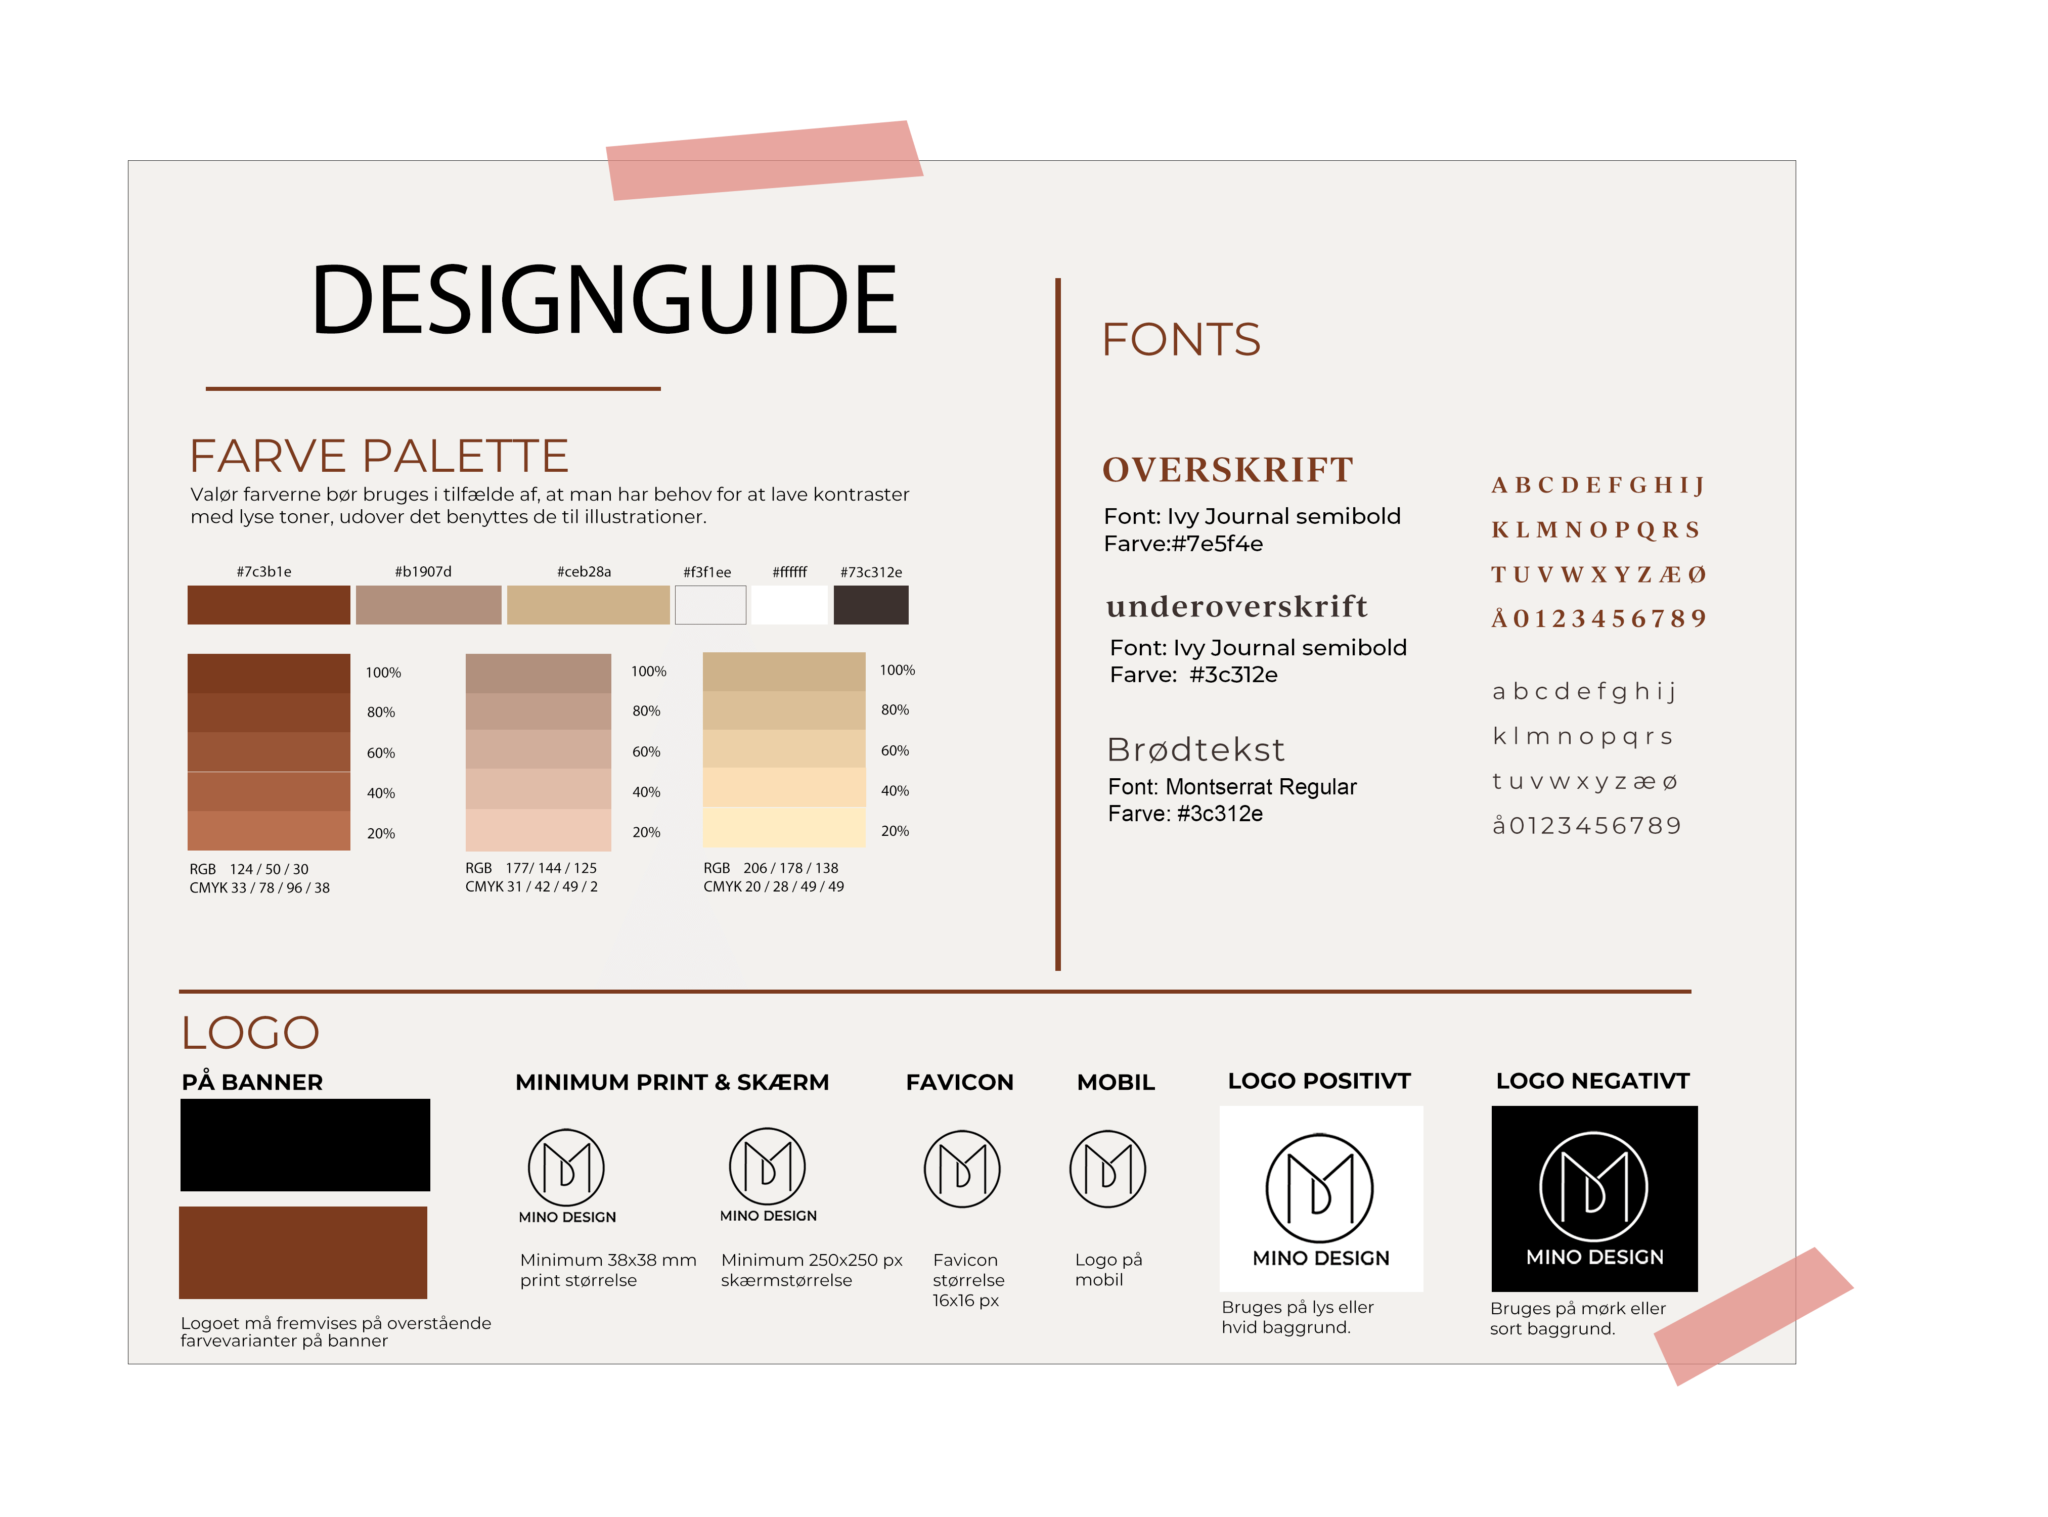 DESIGNGUIDE
FARVE PALETTE
Valør farverne bør bruges i tilfælde af, at man har behov for at lave kontraster
med lyse toner, udover det benyttes de til illustrationer.
#7c3b1e #b1907d #ceb28a #f3f1ee #ffffff #73c312e
100% 100% 100%
80% 80% 80%
60% 60% 60%
40% 40% 40%
20% 20% 20%
RGB 124 / 50 / 30
CMYK 33 / 78 / 96 / 38
RGB 177/ 144 / 125
CMYK 31 / 42 / 49 / 2
RGB 206 / 178 / 138
CMYK 20 / 28 / 49 / 49
FONTS
OVERSKRIFT
Font: Ivy Journal semibold
Farve:#7e5f4e
underoverskrift
Font: Ivy Journal semibold
Farve: #3c312e
Brødtekst
Font: Montserrat Regular
Farve: #3c312e
A B C D E F G H I J
K L M N O P Q R S
T U V W X Y Z Æ Ø
Å 0 1 2 3 4 5 6 7 8 9
a b c d e f g h i j
k l m n o p q r s
t u v w x y z æ ø
å 0 1 2 3 4 5 6 7 8 9
LOGO
PÅ BANNER
Logoet må fremvises på overstående
farvevarianter på banner
MINIMUM PRINT & SKÆRM
MINO DESIGN
Minimum 38x38 mm
print størrelse
MINO DESIGN
Minimum 250x250 px
skærmstørrelse
FAVICON
Favicon
størrelse
16x16 px
MOBIL
Logo på
mobil
LOGO POSITIVT
MINO DESIGN
Bruges på lys eller
hvid baggrund.
LOGO NEGATIVT
MINO DESIGN
Bruges på mørk eller
sort baggrund.